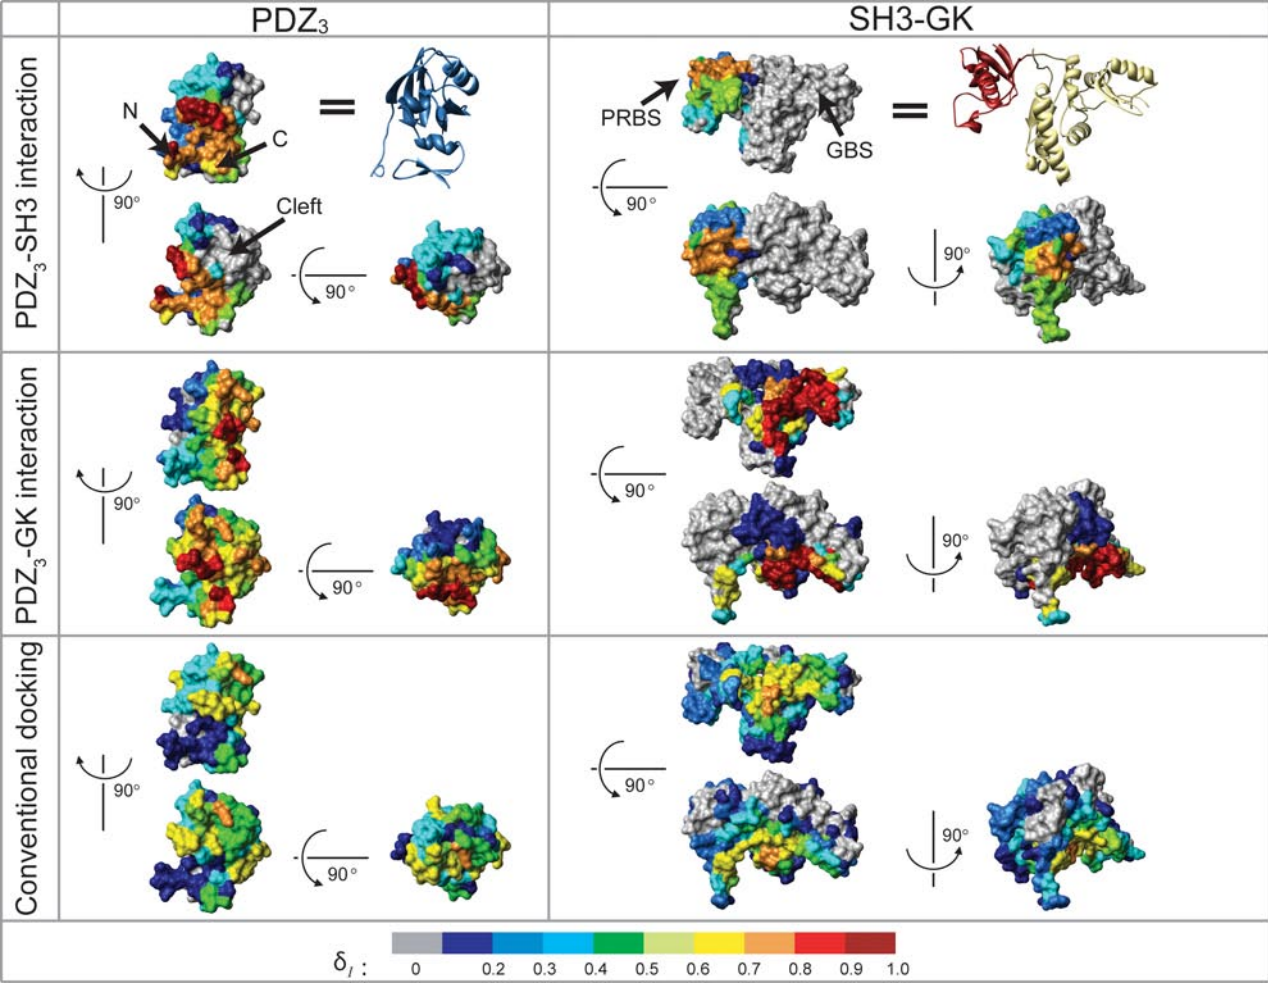 PDZ3
SH3-GK
PDZ3-SH3 interaction
N
C
=
90°
Cleft
90°
PRBS
GBS
=
90°
90°
PDZ3-GK interaction
90°
90°
90°
90°
Conventional docking
90°
90°
90°
90°
δl :
0 0.2 0.3 0.4 0.5 0.6 0.7 0.8 0.9 1.0